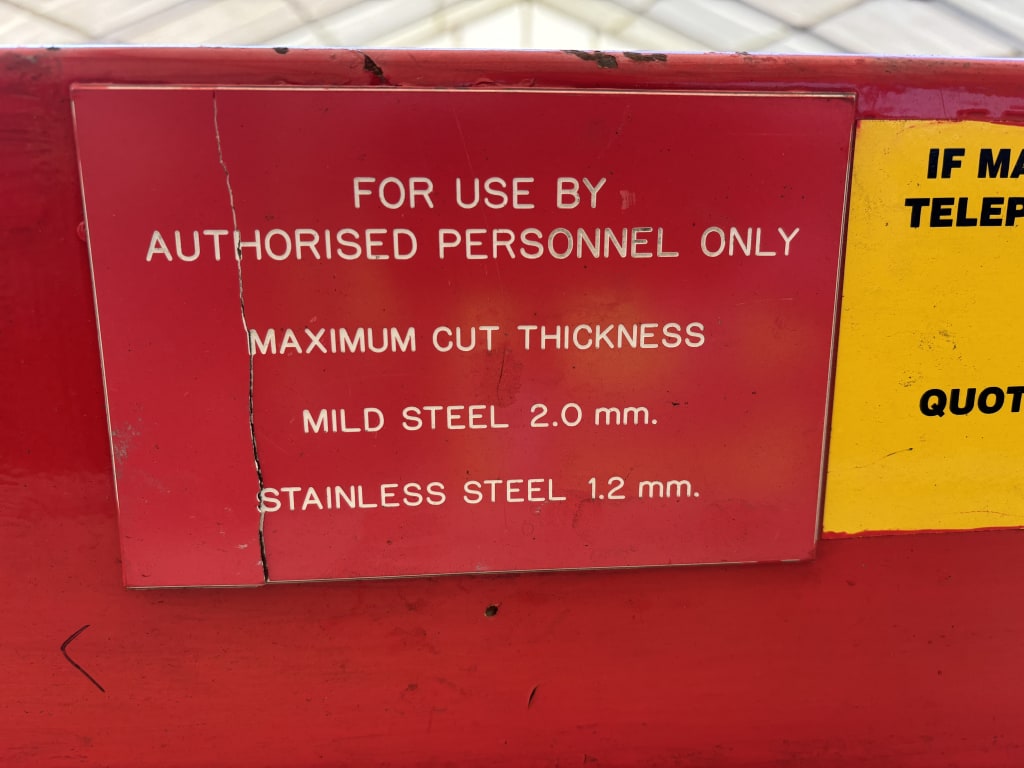 FOR USE BY
AUTHORISED PERSONNEL ONLY
MAXIMUM CUT THICKNESS
MILD STEEL 2.0 mm.
STAINLESS STEEL 1.2 mm.
IF